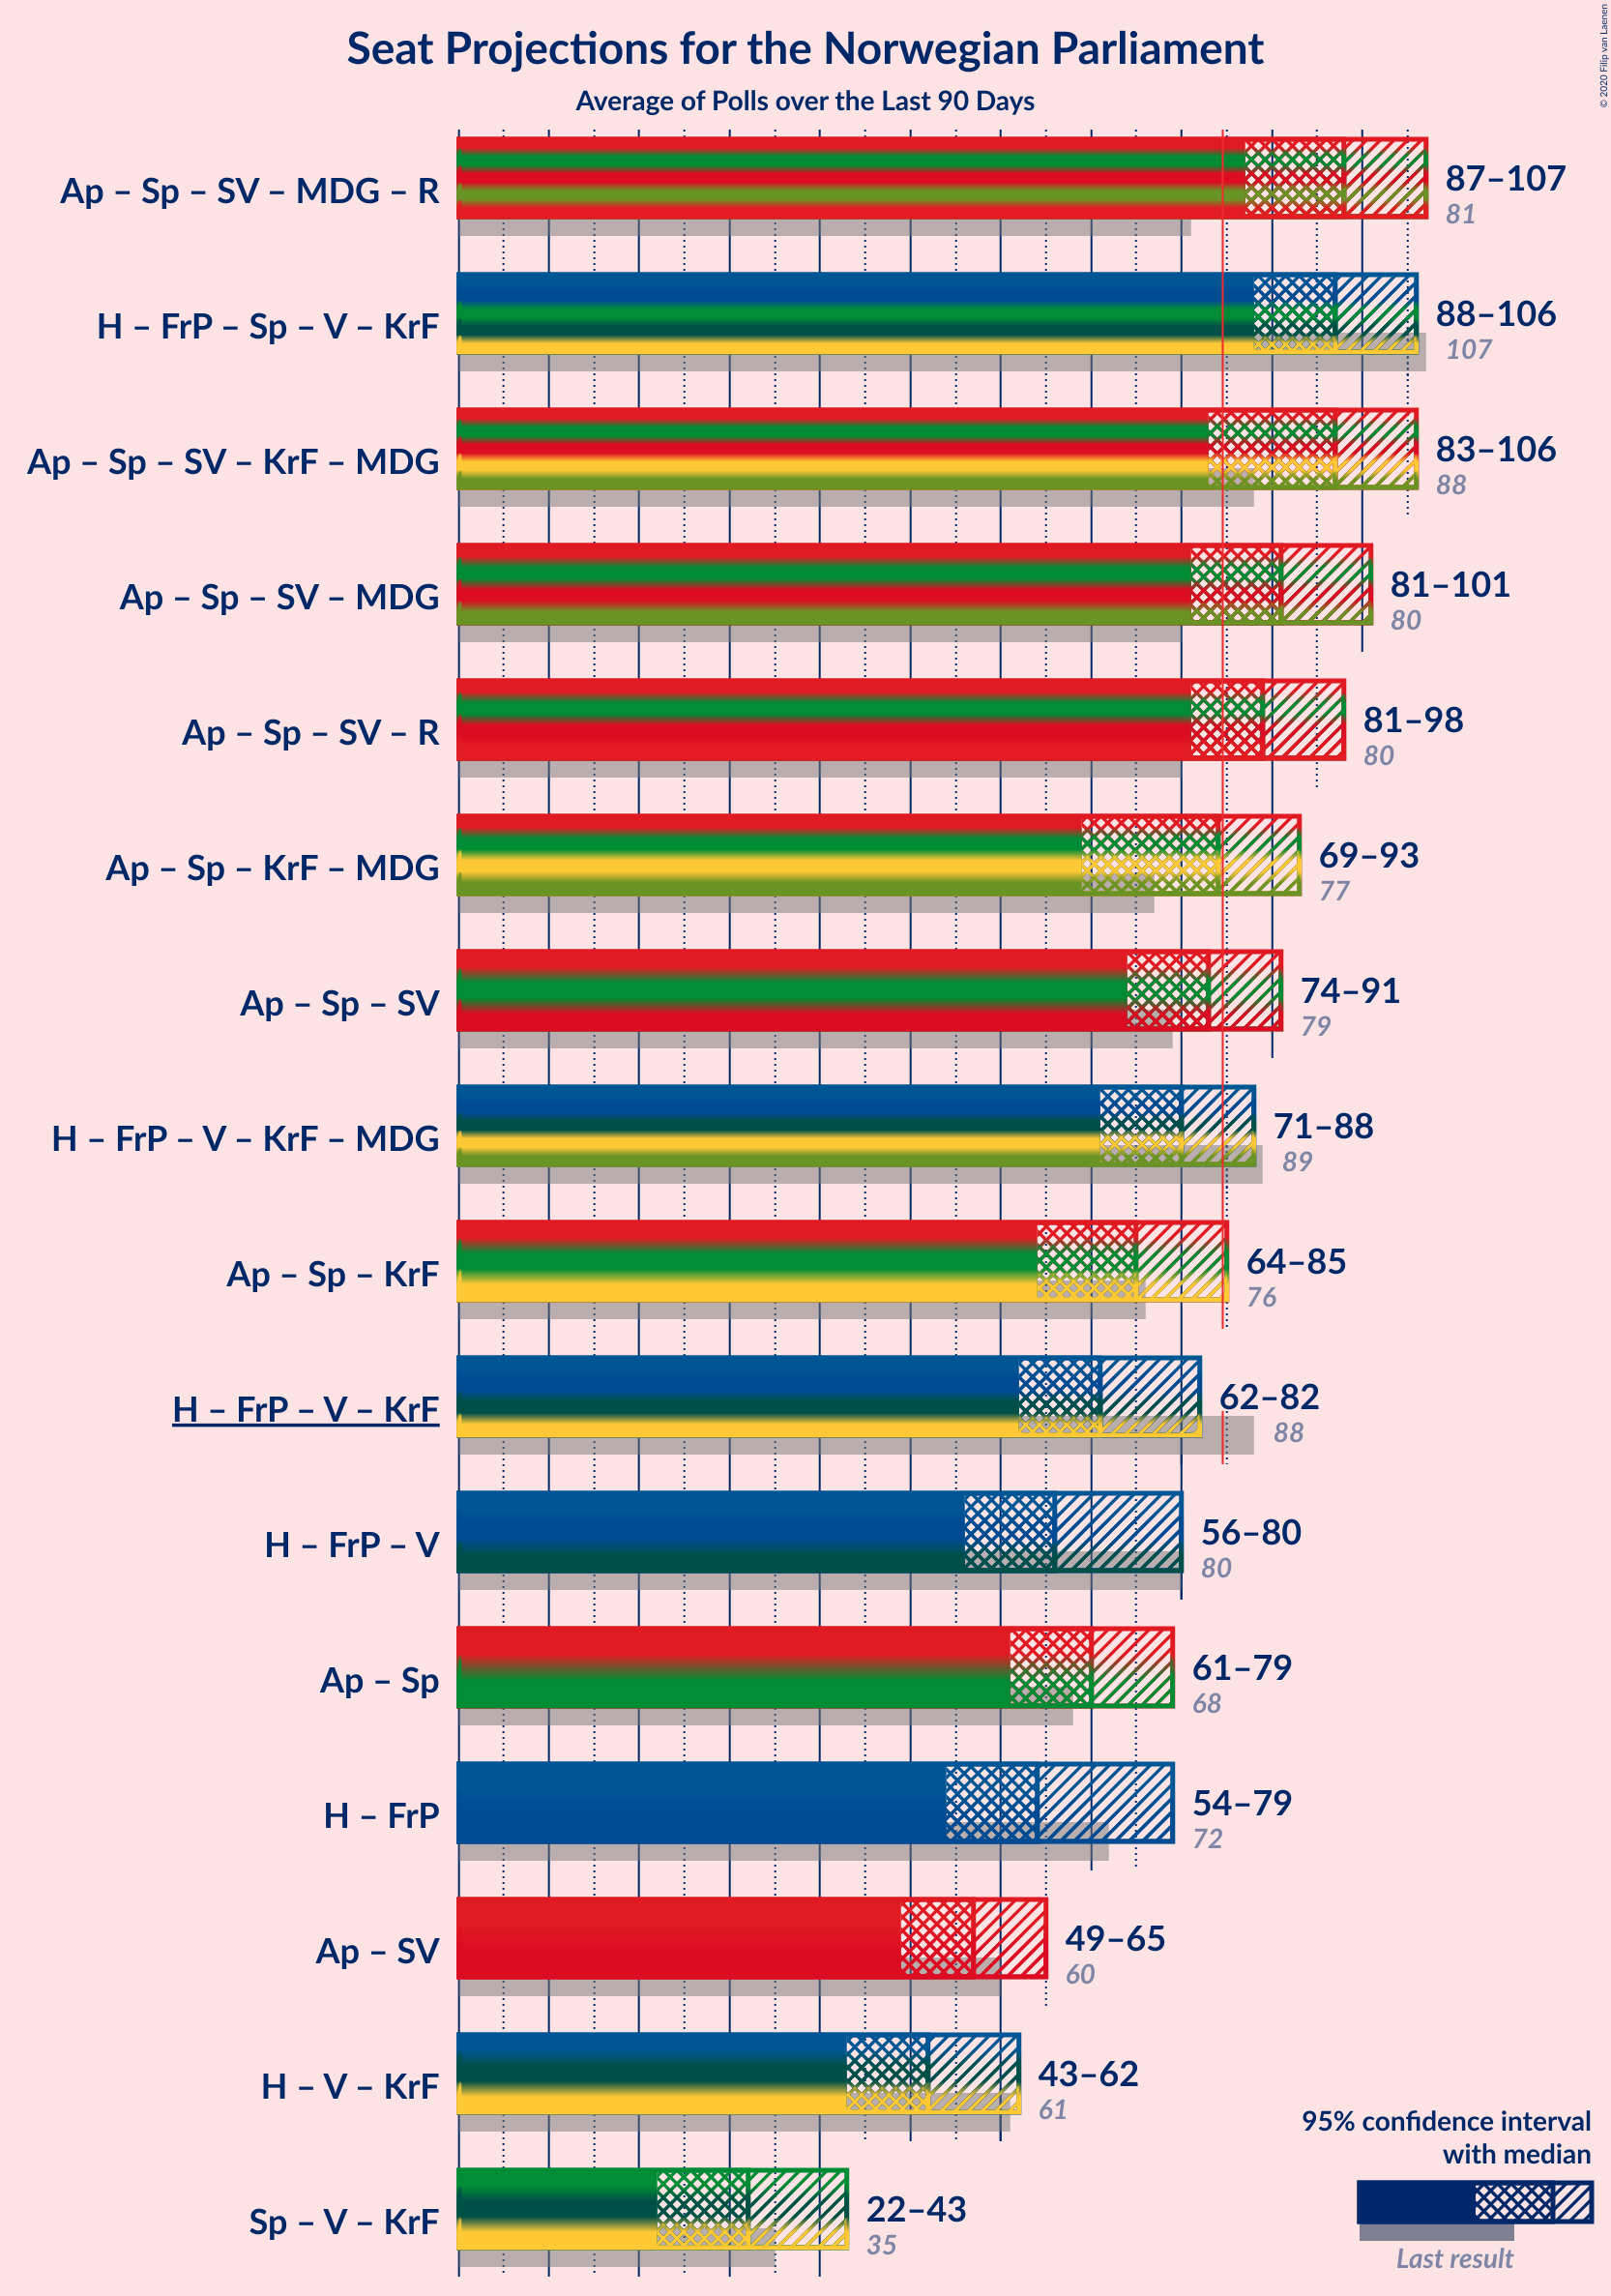 © 2020 Filip van Laenen
Seat Projections for the Norwegian Parliament
Average of Polls over the Last 90 Days
Ap – Sp – SV – MDG – R
87–107
81
H – FrP – Sp – V – KrF
88–106
107
Ap – Sp – SV – KrF – MDG
83–106
88
Ap – Sp – SV – MDG
81–101
80
Ap – Sp – SV – R
81–98
80
Ap – Sp – KrF – MDG
69–93
77
Ap – Sp – SV
74–91
79
H – FrP – V – KrF – MDG
71–88
89
Ap – Sp – KrF
64–85
76
H – FrP – V – KrF
62–82
88
H – FrP – V
56–80
80
Ap – Sp
61–79
68
H – FrP
54–79
72
Ap – SV
49–65
60
H – V – KrF
43–62
61
Sp – V – KrF
22–43
35
95% confidence interval
with median
Last result